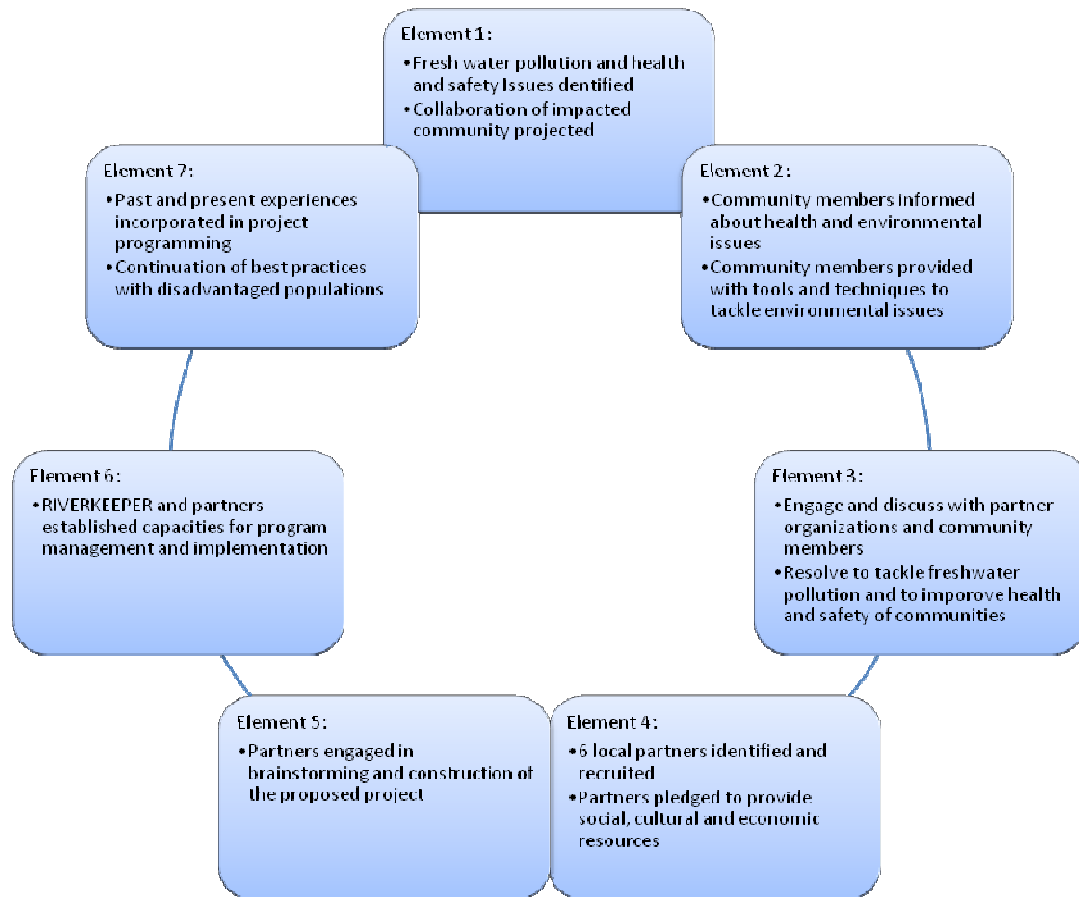 Element 1:
•Fresh water pollution and health
and safety Issues dentified
•Collaboration of impacted
community projected
Element 2:
•Community members informed
about health and environmental
issues
•Community members provided
with tools and techniques to
tackle environmental issues
Element 3:
•Engage and discuss with partner
organizations and community
members
•Resolve to tackle freshwater
pollution and to imporove health
and safety of communities
Element 4:
•6 local partners identified and
recruited
•Partners pledged to provide
social, cultural and economic
resources
Element 5:
•Partners engaged in
brainstorming and construction of
the proposed project
Element 6:
•RIVERKEEPER and partners
established capacities for program
management and implementation
Element 7:
•Past and present experiences
incorporated in project
programming
•Continuation of best practices
with disadvantaged populations